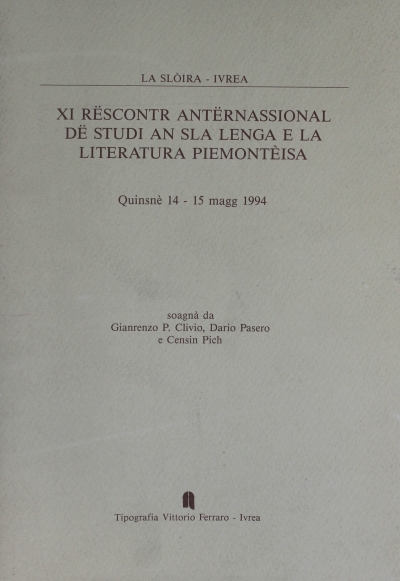 LA SLÒIRA - IVREA
XI RËSCONTR ANTËRNASSIONAL
DË STUDI AN SLA LENGA E LA
LITERATURA PIEMONTÈISA
Quinsnè 14 - 15 magg 1994
soagnà da
Gianrenzo P. Clivio, Dario Pasero
e Censin Pich
Tipografia Vittorio Ferraro - Ivrea